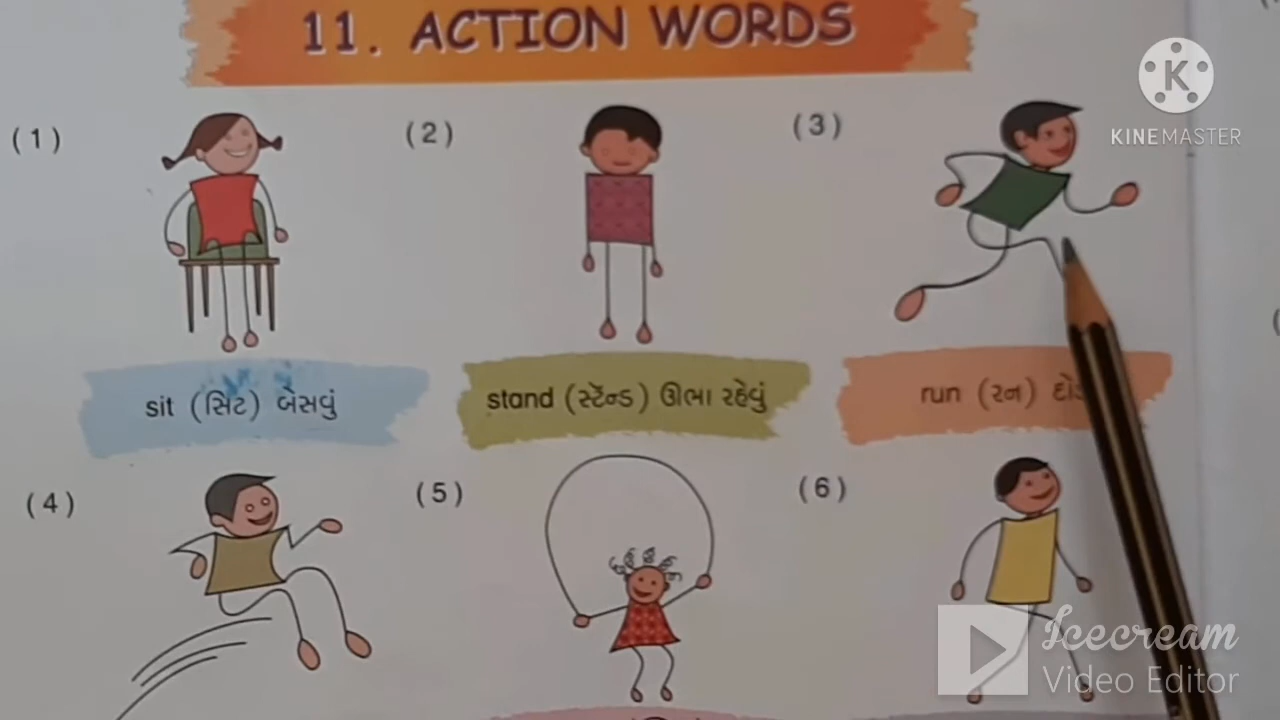 11. ACTION WORDS
(1)
(2)
(3)
K
KINEMASTER
sit (સિટ) બેસવું
stand (સ્ટૅન્ડ) ઊભા રહેવું
run (રન)
(4)
(5)
(6)
Icecream
Video Editor